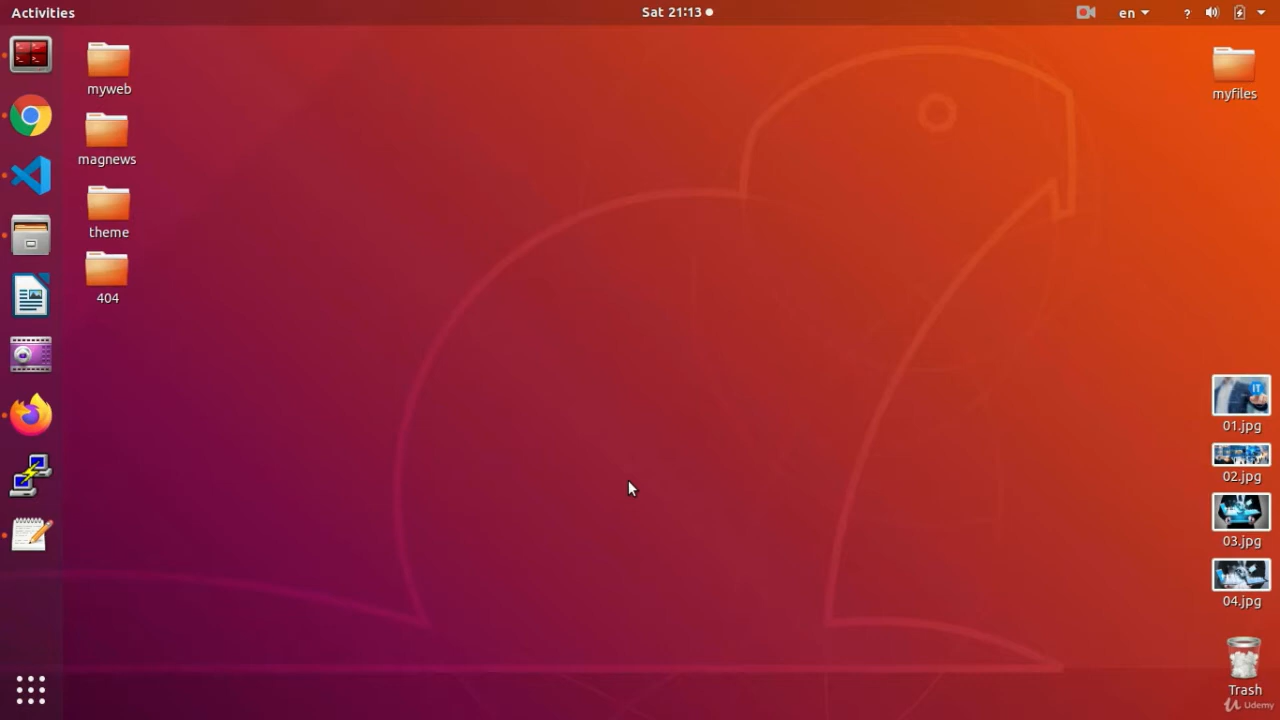 Activities
Sat 21:13
en
?
myweb
magnews
theme
404
myfiles
IT
01.jpg
02.jpg
03.jpg
04.jpg
Trash
Udemy